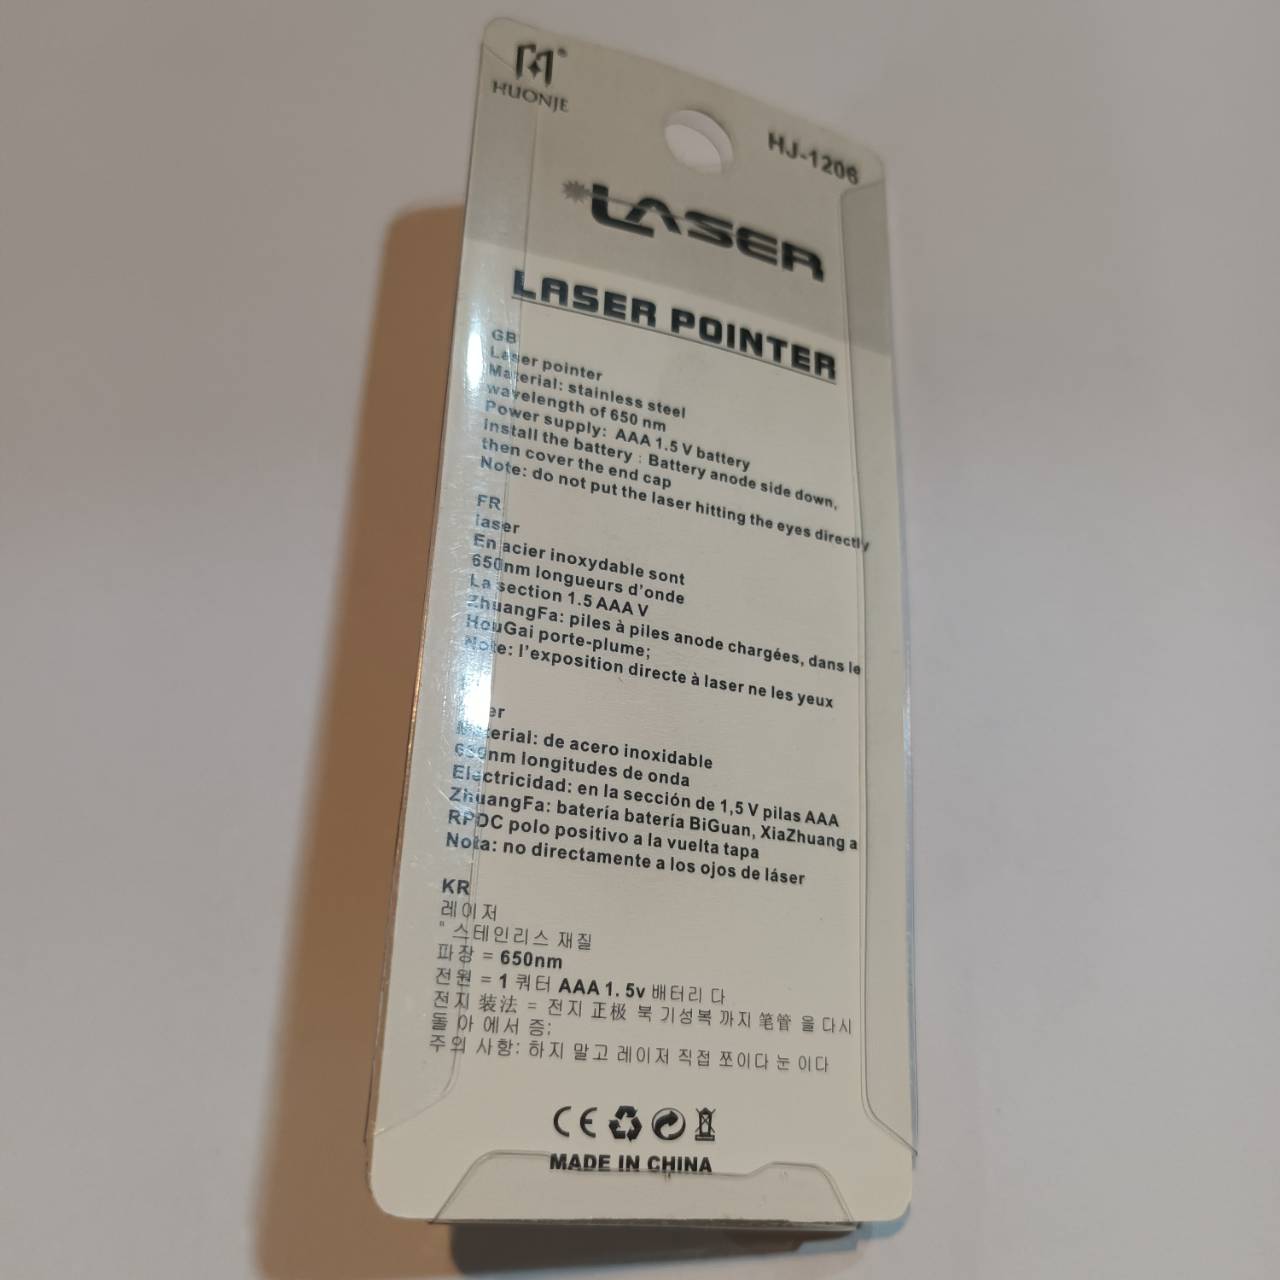 HUONJE
HJ-1206
LASER
LASER POINTER
GB
Laser pointer
Material: stainless steel
wavelength of 650 nm
Power supply: AAA 1.5 V battery
Install the battery : Battery anode side down,
then cover the end cap
Note: do not put the laser hitting the eyes directly
FR
laser
En acier inoxydable sont
650nm longueurs d'onde
La section 1.5 AAA V
ZhuangFa: piles à piles anode chargées, dans le
HouGai porte-plume;
Note: l'exposition directe à laser ne les yeux
Material: de acero inoxidable
650nm longitudes de onda
Electricidad: en la sección de 1,5 V pilas AAA
ZhuangFa: batería batería BiGuan, XiaZhuang a
RPDC polo positivo a la vuelta tapa
Nota: no directamente a los ojos de láser
KR
레이저
" 스테인리스 재질
파장 = 650nm
전원 = 1 쿼터 AAA 1. 5v 배터리 다
전지 装法 = 전지 正极 북 기성복 까지 笔管 을 다시
돌 아 에서 증;
주의 사항: 하지 말고 레이저 직접 쪼이다 눈 이다
CE
MADE IN CHINA